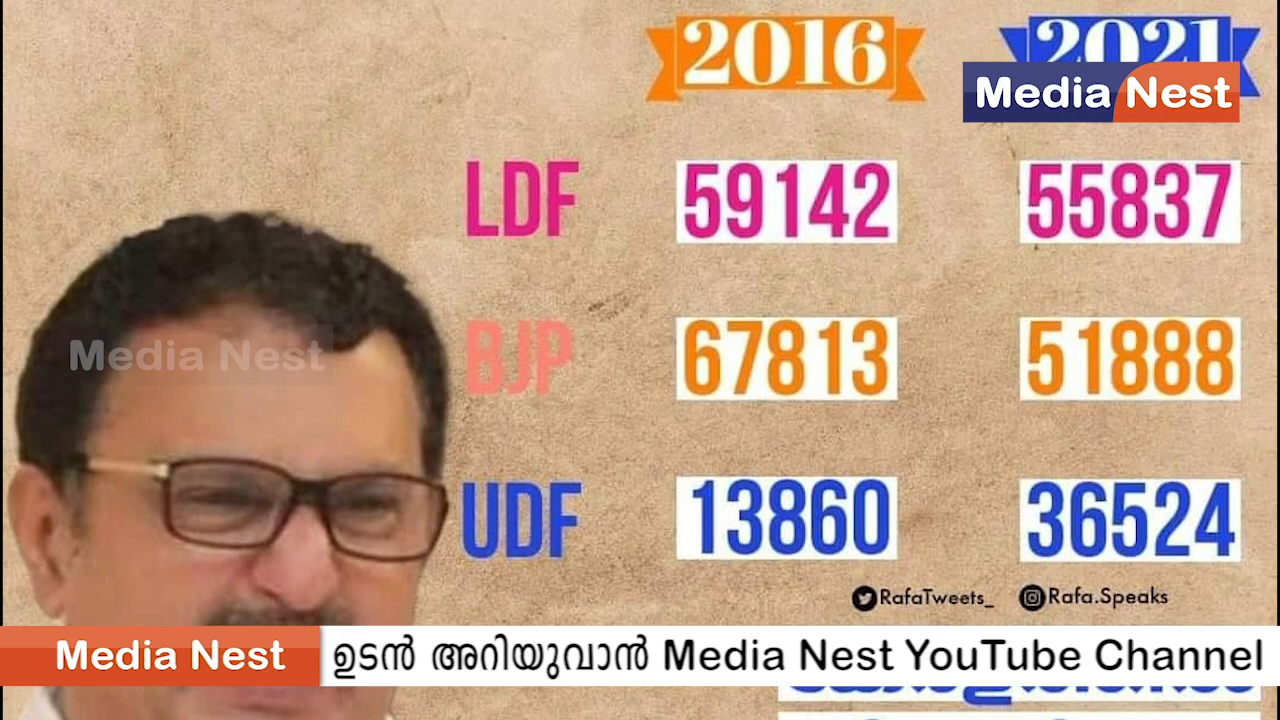 2016 2021
Media Nest
LDF 59142 55837
Media Nest
BJP 67813 51888
UDF 13860 36524
RafaTweets_ Rafa.Speaks
Media Nest ഉടൻ അറിയുവാൻ Media Nest YouTube Channel